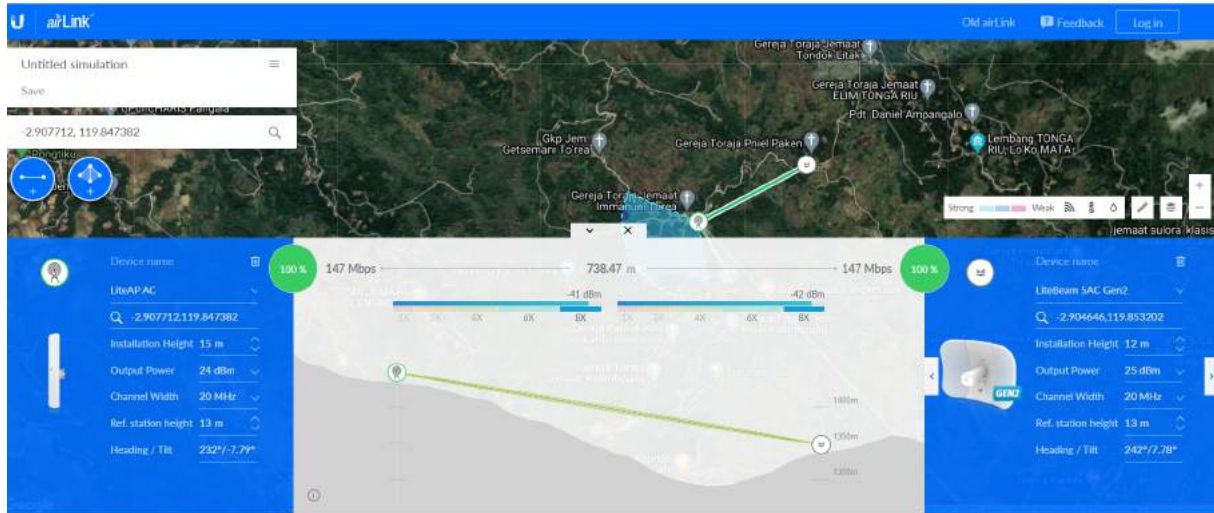 U airLink
Old airLink
Feedback
Log in
Untitled simulation
Save
-2.907712, 119.847382
Gereja Toraja Jemaat
Tondok Litak
Gereja Toraja Jemaat
ELIM TONGA RIU
Pdt. Daniel Ampangalo
Gkp Jem
Getsemani To'rea
Gereja Toraja Pniel Paken
Lembang TONGA
RIU, Lo'Ko MATA
Gereja Toraja Jemaat
Immanuel Torea
Strong
Weak
jemaat sulora klasis
Device name
LiteAP AC
-2.907712,119.847382
Installation Height 15 m
Output Power 24 dBm
Channel Width 20 MHz
Ref. station height 13 m
Heading / Tilt 232°/-7.79°
100 %
147 Mbps
738.47 m
147 Mbps
100 %
-41 dBm
-42 dBm
1X 2X 4X 6X 8X
1X 2X 4X 6X 8X
1400m
1350m
1300m
Device name
LiteBeam 5AC Gen2
-2.904646,119.853202
Installation Height 12 m
Output Power 25 dBm
Channel Width 20 MHz
Ref. station height 13 m
Heading / Tilt 242°/7.78°
GEN2